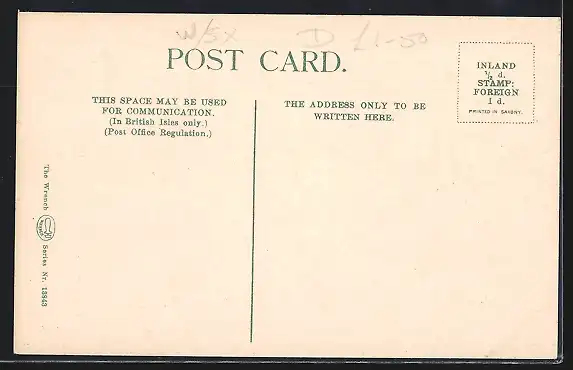 W/SX D £1-50
POST CARD.
INLAND
½ d.
STAMP:
FOREIGN
1 d.
PRINTED IN SAXONY.
THIS SPACE MAY BE USED
FOR COMMUNICATION.
(In British Isles only.)
(Post Office Regulation.)
THE ADDRESS ONLY TO BE
WRITTEN HERE.
The Wrench Series Nr. 13843